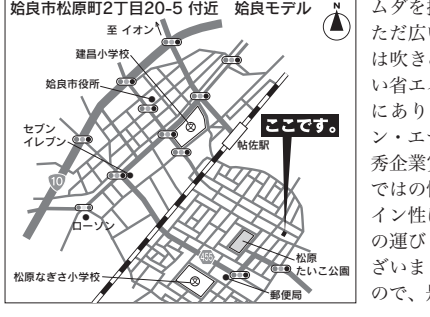 姶良市松原町2丁目20-5 付近　姶良モデル
N
至 イオン
建昌小学校
姶良市役所
セブン
イレブン
ここです。
帖佐駅
10
ローソン
465
松原
たいこ公園
松原なぎさ小学校
郵便局
ただ広い
は吹き
い省エ
にあり
ン・エ
秀企業
ではの
イン性
の運び
ざいま
ので、